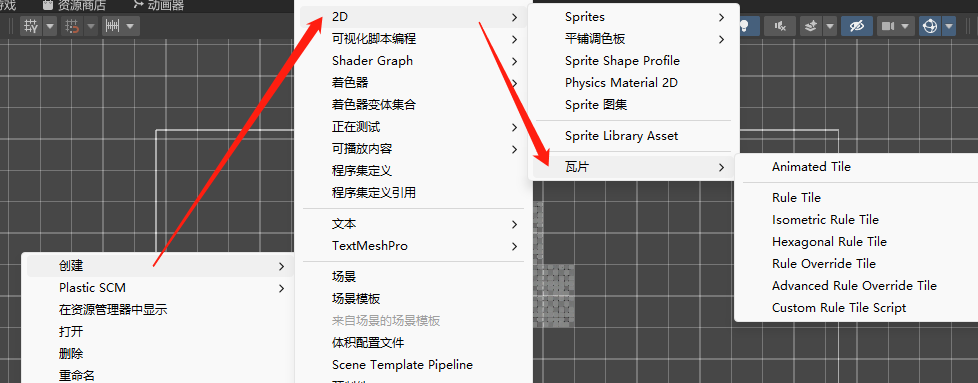 资源商店
动画器
创建
Plastic SCM
在资源管理器中显示
打开
删除
重命名
2D
可视化脚本编程
Shader Graph
着色器
着色器变体集合
正在测试
可播放内容
程序集定义
程序集定义引用
文本
TextMeshPro
场景
场景模板
来自场景的场景模板
体积配置文件
Scene Template Pipeline
Sprites
平铺调色板
Sprite Shape Profile
Physics Material 2D
Sprite 图集
Sprite Library Asset
瓦片
Animated Tile
Rule Tile
Isometric Rule Tile
Hexagonal Rule Tile
Rule Override Tile
Advanced Rule Override Tile
Custom Rule Tile Script